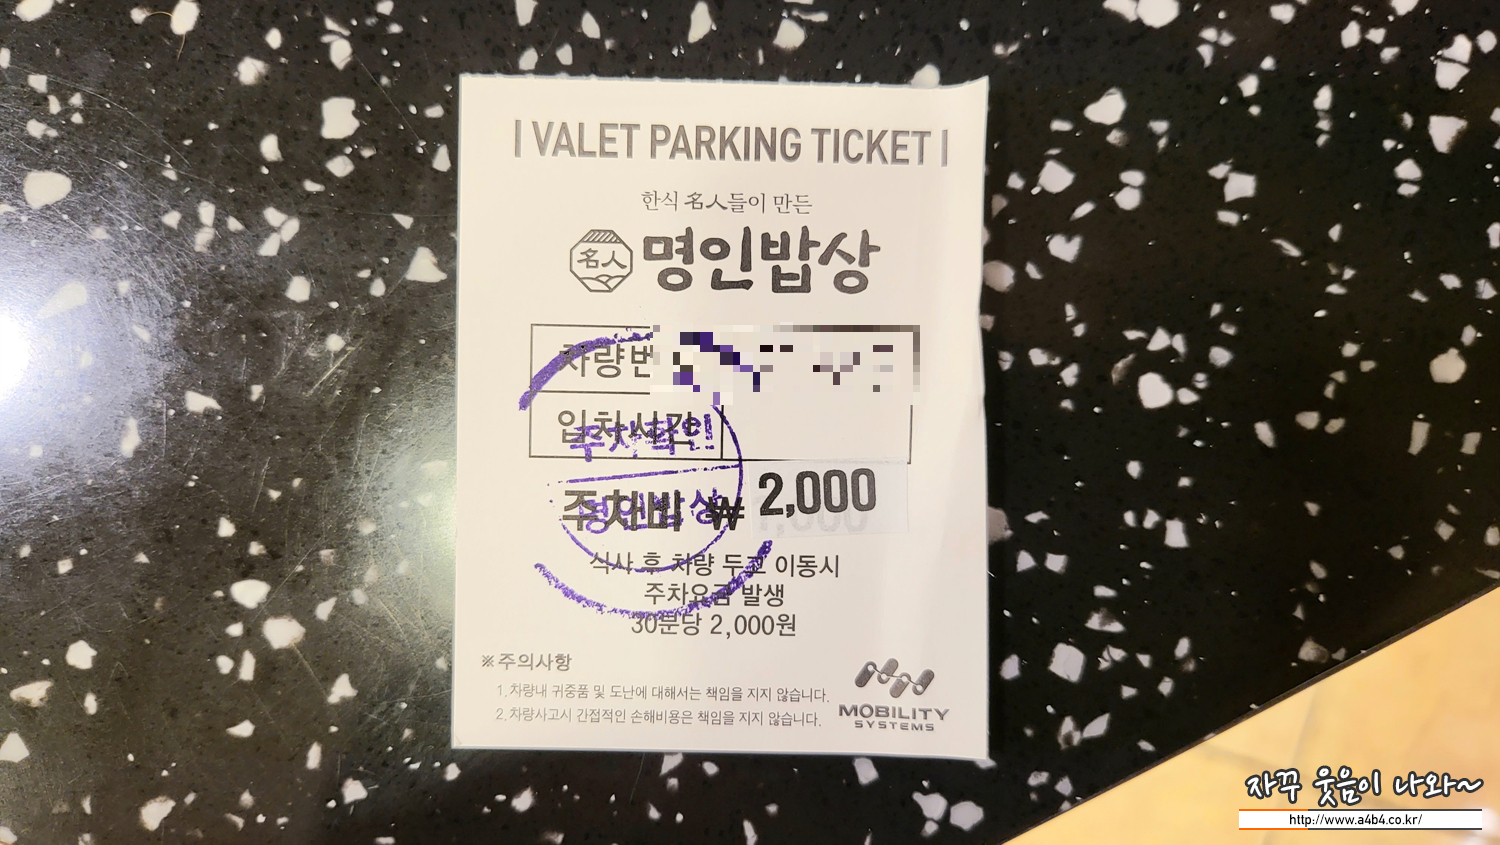 | VALET PARKING TICKET |
한식 名人들이 만든
名人 명인밥상
차량번
입차시간
주차확인
주차비 ₩ 2,000
명인밥상
식사 후 차량 두고 이동시
주차요금 발생
30분당 2,000원
※주의사항
1. 차량내 귀중품 및 도난에 대해서는 책임을 지지 않습니다.
2. 차량사고시 간접적인 손해비용은 책임을 지지 않습니다.
MOBILITY
SYSTEMS
자꾸 웃음이 나와~
http://www.a4b4.co.kr/